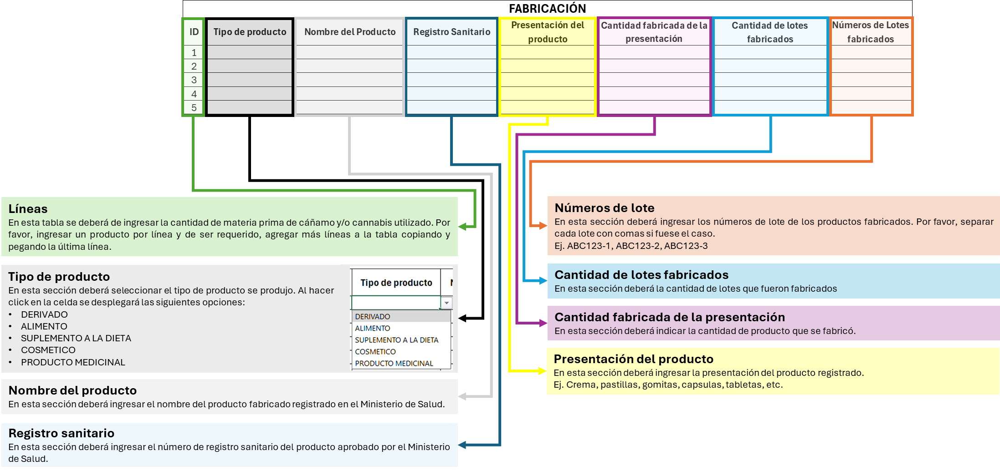 FABRICACIÓN
ID
Tipo de producto
Nombre del Producto
Registro Sanitario
Presentación del
producto
Cantidad fabricada de la
presentación
Cantidad de lotes
fabricados
Números de Lotes
fabricados
1
2
3
4
5
Líneas
En esta tabla se deberá de ingresar la cantidad de materia prima de cáñamo y/o cannabis utilizado. Por
favor, ingresar un producto por línea y de ser requerido, agregar más líneas a la tabla copiando y
pegando la última línea.
Tipo de producto
En esta sección deberá seleccionar el tipo de producto se produjo. Al hacer
click en la celda se desplegará las siguientes opciones:
• DERIVADO
• ALIMENTO
• SUPLEMENTO A LA DIETA
• COSMETICO
• PRODUCTO MEDICINAL
Tipo de producto
DERIVADO
ALIMENTO
SUPLEMENTO A LA DIETA
COSMETICO
PRODUCTO MEDICINAL
Nombre del producto
En esta sección deberá ingresar el nombre del producto fabricado registrado en el Ministerio de Salud.
Registro sanitario
En esta sección deberá ingresar el número de registro sanitario del producto aprobado por el Ministerio
de Salud.
Números de lote
En esta sección deberá ingresar los números de lote de los productos fabricados. Por favor, separar
cada lote con comas si fuese el caso.
Ej. ABC123-1, ABC123-2, ABC123-3
Cantidad de lotes fabricados
En esta sección deberá la cantidad de lotes que fueron fabricados
Cantidad fabricada de la presentación
En esta sección deberá indicar la cantidad de producto que se fabricó.
Presentación del producto
En esta sección deberá ingresar la presentación del producto registrado.
Ej. Crema, pastillas, gomitas, capsulas, tabletas, etc.